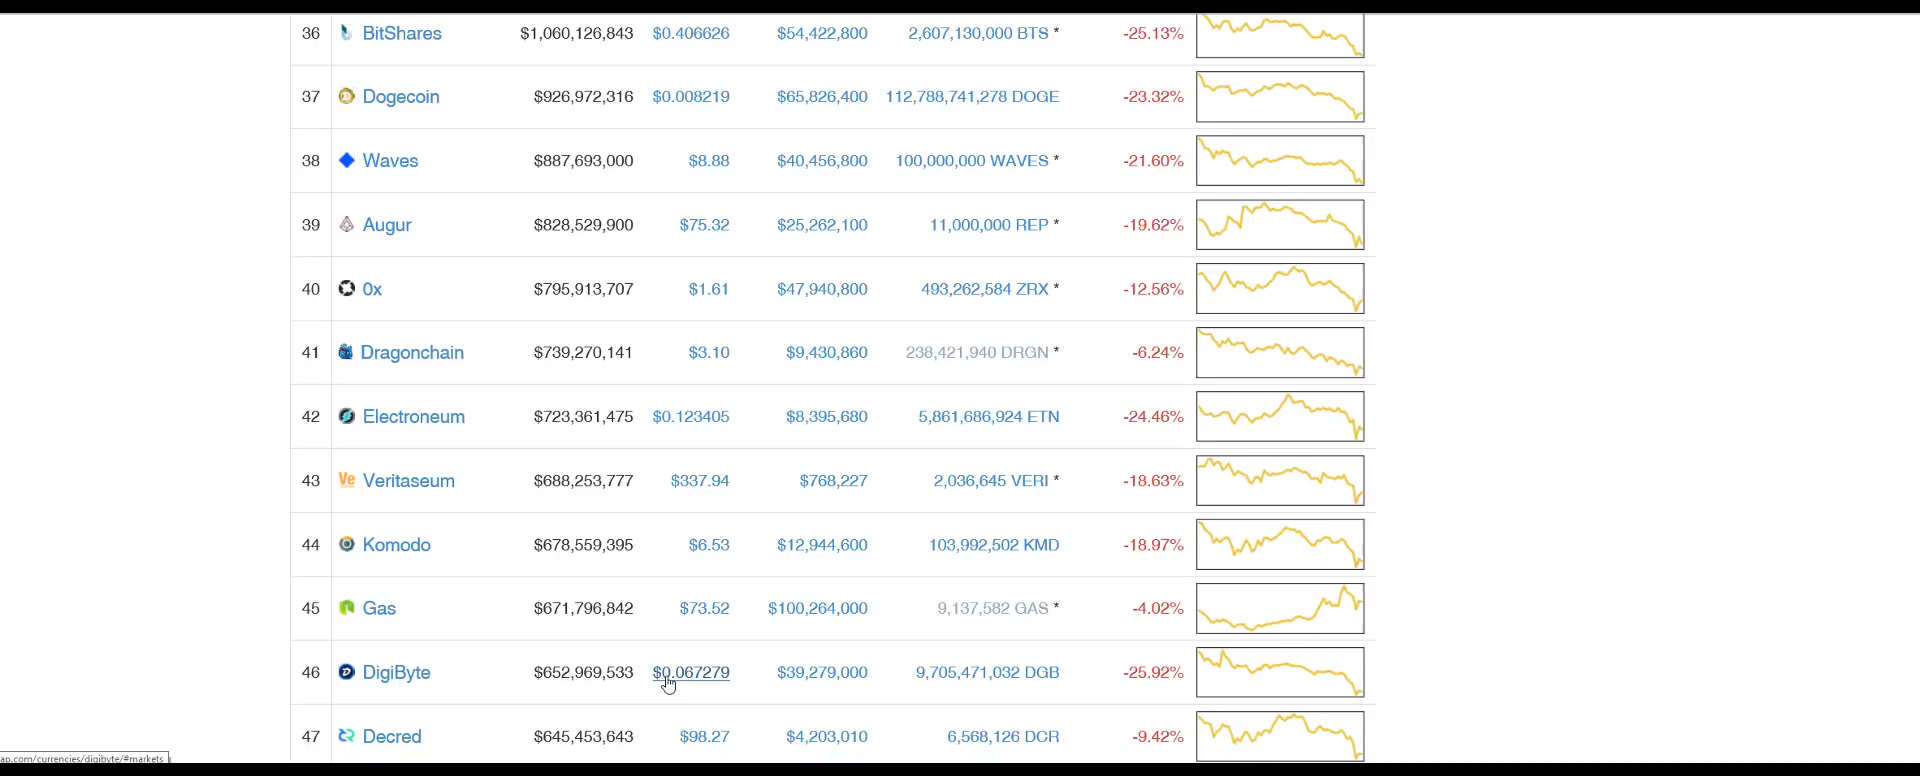 36 BitShares $1,060,126,843 $0.406626 $54,422,800 2,607,130,000 BTS * -25.13%
37 Dogecoin $926,972,316 $0.008219 $65,826,400 112,788,741,278 DOGE -23.32%
38 Waves $887,693,000 $8.88 $40,456,800 100,000,000 WAVES * -21.60%
39 Augur $828,529,900 $75.32 $25,262,100 11,000,000 REP * -19.62%
40 0x $795,913,707 $1.61 $47,940,800 493,262,584 ZRX * -12.56%
41 Dragonchain $739,270,141 $3.10 $9,430,860 238,421,940 DRGN * -6.24%
42 Electroneum $723,361,475 $0.123405 $8,395,680 5,861,686,924 ETN -24.46%
43 Ve Veritaseum $688,253,777 $337.94 $768,227 2,036,645 VERI * -18.63%
44 Komodo $678,559,395 $6.53 $12,944,600 103,992,502 KMD -18.97%
45 Gas $671,796,842 $73.52 $100,264,000 9,137,582 GAS * -4.02%
46 DigiByte $652,969,533 $0.067279 $39,279,000 9,705,471,032 DGB -25.92%
47 Decred $645,453,643 $98.27 $4,203,010 6,568,126 DCR -9.42%
ap.com/currencies/digibyte/#markets